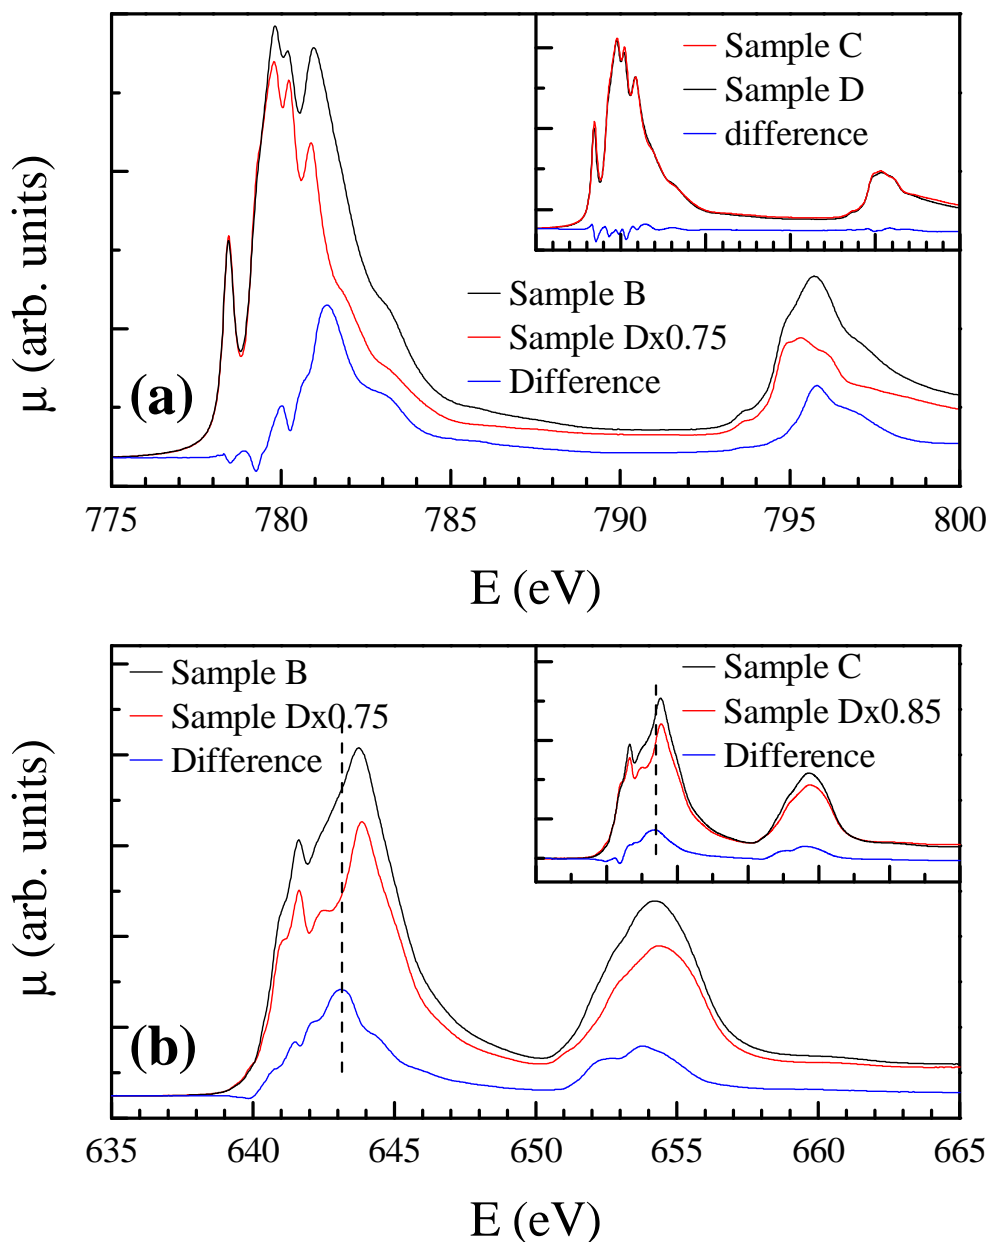 μ (arb. units)
Sample C
Sample D
difference
Sample B
Sample Dx0.75
Difference
(a)
775 780 785 790 795 800
E (eV)
μ (arb. units)
Sample B
Sample Dx0.75
Difference
Sample C
Sample Dx0.85
Difference
(b)
635 640 645 650 655 660 665
E (eV)